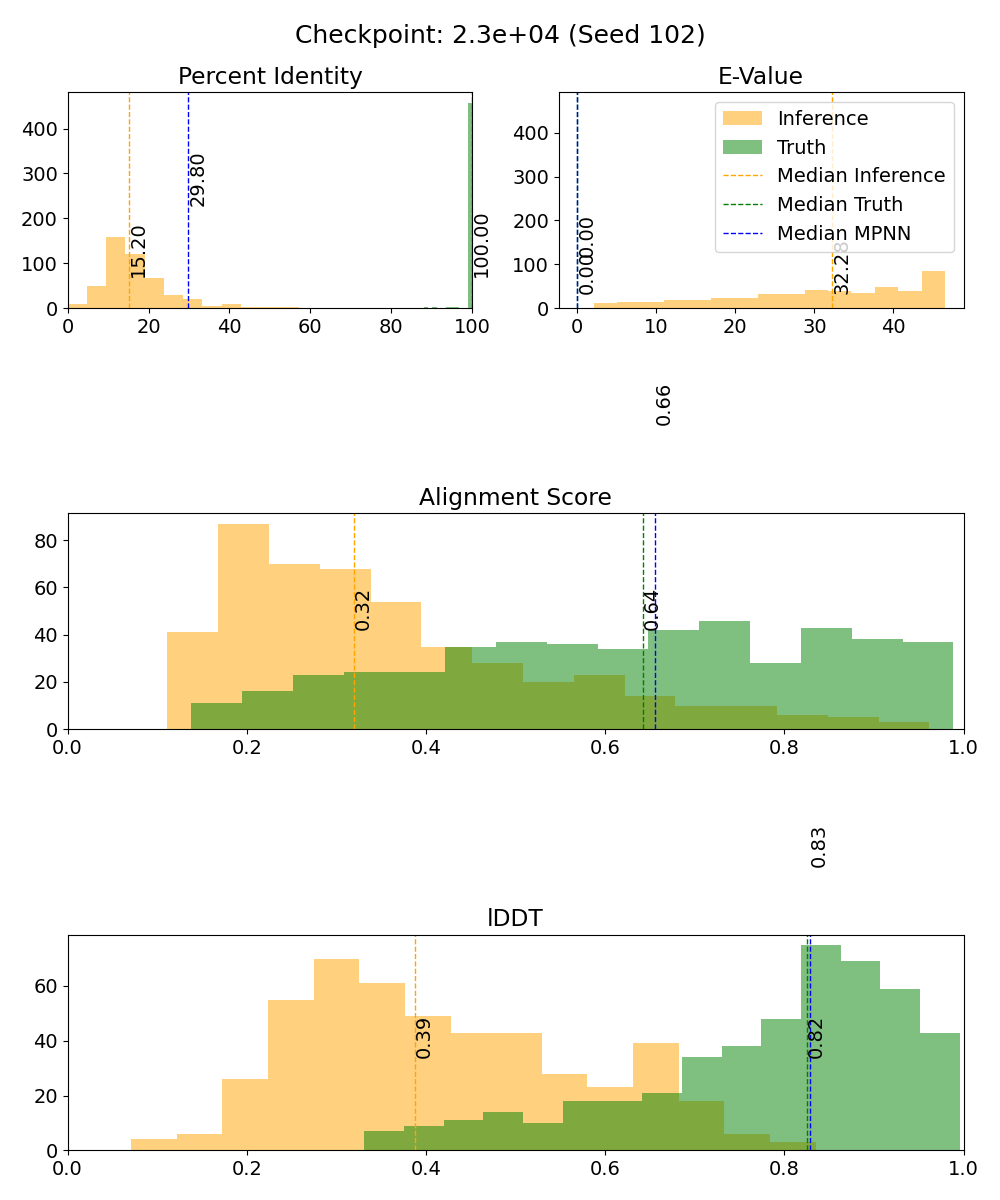 Checkpoint: 2.3e+04 (Seed 102)
Percent Identity
400
300
200
100
0
0 20 40 60 80 100
15.20
29.80
100.00
E-Value
400
300
200
100
0
0 10 20 30 40
0.00
0.00
32.28
Inference
Truth
Median Inference
Median Truth
Median MPNN
0.66
Alignment Score
80
60
40
20
0
0.0 0.2 0.4 0.6 0.8 1.0
0.32
0.64
0.83
lDDT
60
40
20
0
0.0 0.2 0.4 0.6 0.8 1.0
0.39
0.82